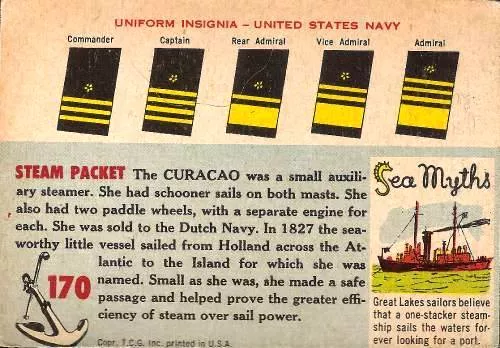 UNIFORM INSIGNIA – UNITED STATES NAVY
Commander Captain Rear Admiral Vice Admiral Admiral
STEAM PACKET The CURACAO was a small auxili-
ary steamer. She had schooner sails on both masts. She
also had two paddle wheels, with a separate engine for
each. She was sold to the Dutch Navy. In 1827 the sea-
worthy little vessel sailed from Holland across the At-
lantic to the Island for which she was
named. Small as she was, she made a safe
passage and helped prove the greater effi-
ciency of steam over sail power.
170
Sea Myths
Great Lakes sailors believe
that a one-stacker steam-
ship sails the waters for-
ever looking for a port.
Copr. T.C.G. Inc. printed in U.S.A.